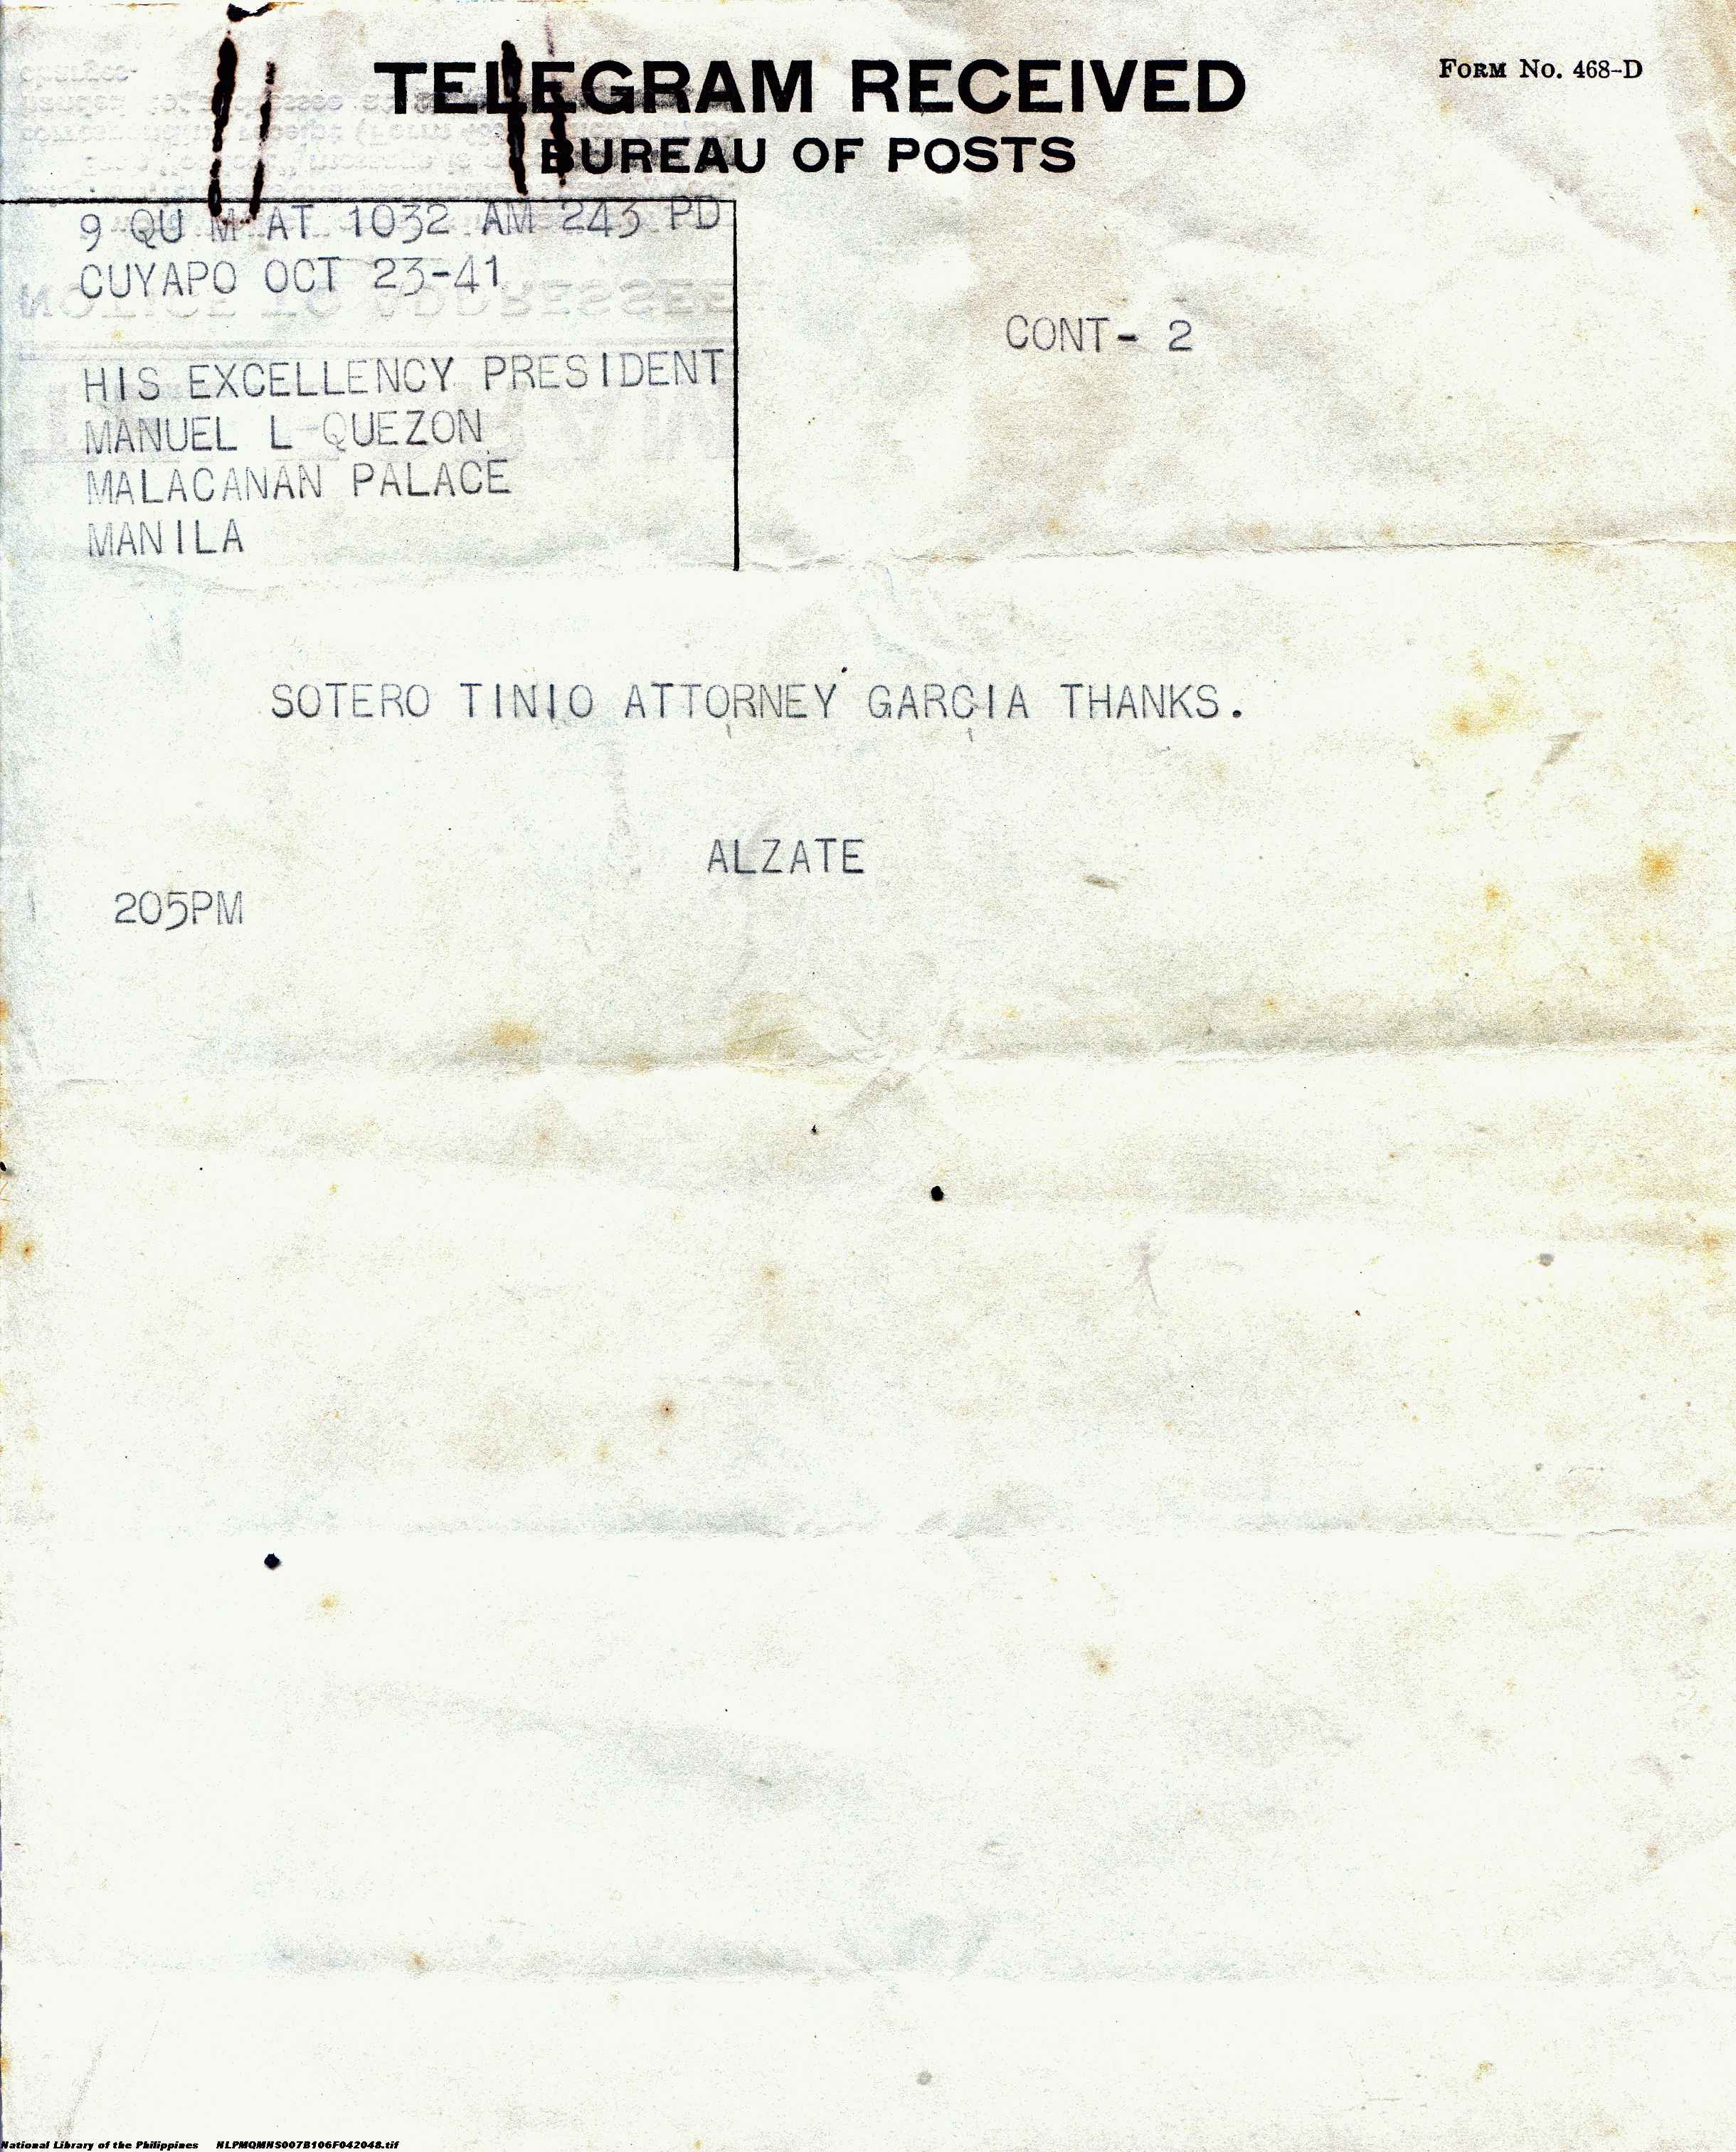 TELEGRAM RECEIVED
FORM No. 468-D
BUREAU OF POSTS
9 QU M AT 1032 AM 243 PD
CUYAPO OCT 23-41
CONT- 2
HIS EXCELLENCY PRESIDENT
MANUEL L QUEZON
MALACANAN PALACE
MANILA
SOTERO TINIO ATTORNEY GARCIA THANKS.
ALZATE
205PM
National Library of the Philippines NLPMQMNS007B106F042048.tif